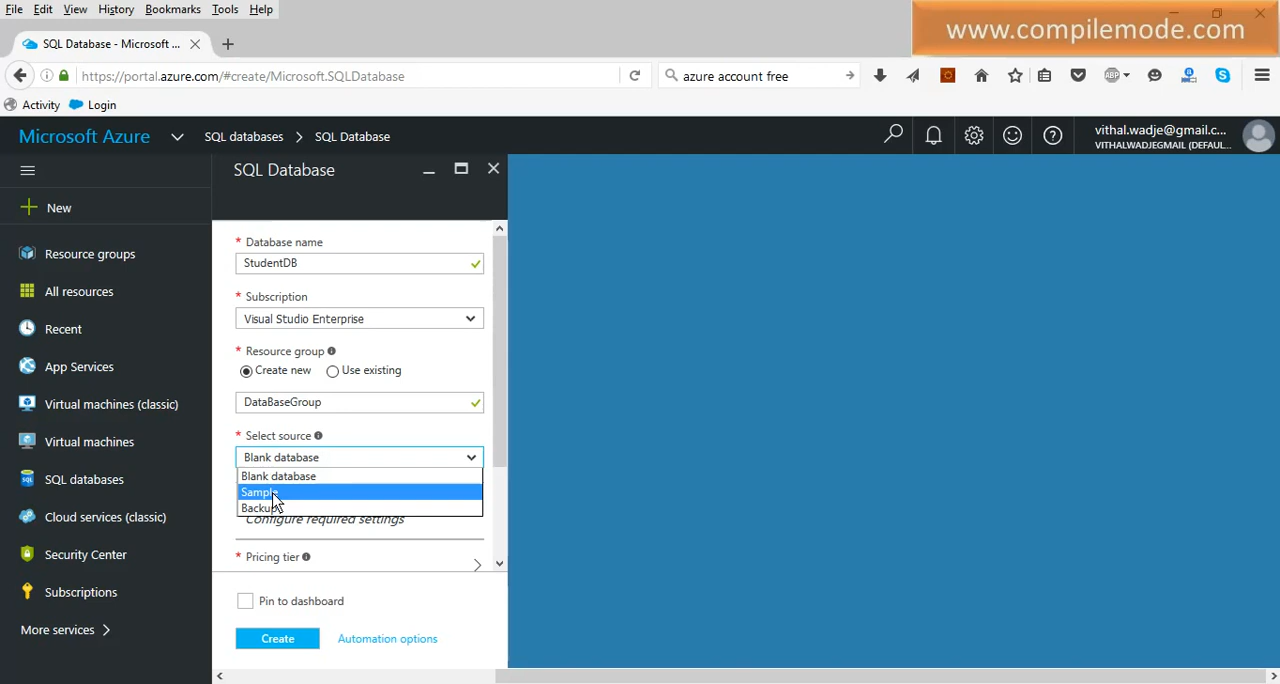 File Edit View History Bookmarks Tools Help
www.compilemode.com
SQL Database - Microsoft ...
https://portal.azure.com/#create/Microsoft.SQLDatabase
azure account free
ABP
Activity Login
Microsoft Azure SQL databases SQL Database
vithal.wadje@gmail.c...
VITHALWADJEGMAIL (DEFAUL...
SQL Database
New
Resource groups
All resources
Recent
App Services
Virtual machines (classic)
Virtual machines
SQL databases
Cloud services (classic)
Security Center
Subscriptions
More services
* Database name
StudentDB
* Subscription
Visual Studio Enterprise
* Resource group
Create new Use existing
DataBaseGroup
* Select source
Blank database
Blank database
Sample
Backup
Configure required settings
* Pricing tier
Pin to dashboard
Create Automation options